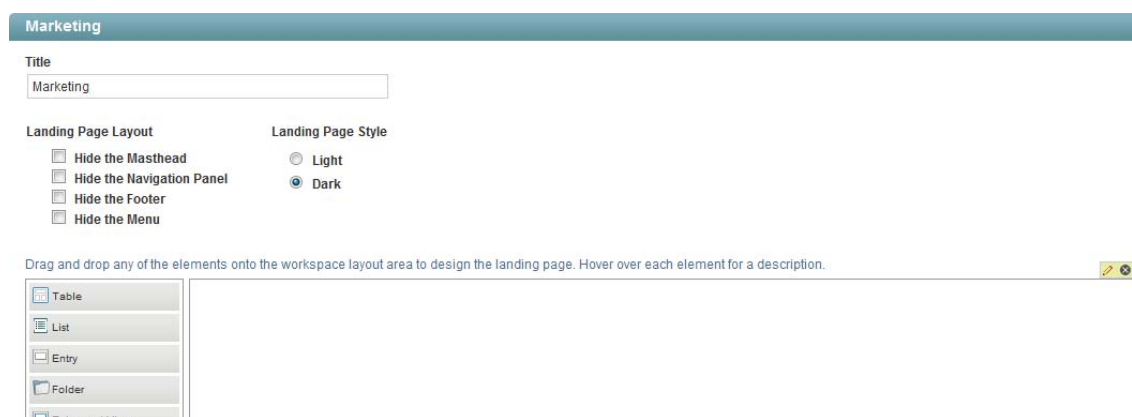 Marketing
Title
Marketing
Landing Page Layout
Landing Page Style
Hide the Masthead
Light
Hide the Navigation Panel
Dark
Hide the Footer
Hide the Menu
Drag and drop any of the elements onto the workspace layout area to design the landing page. Hover over each element for a description.
Table
List
Entry
Folder